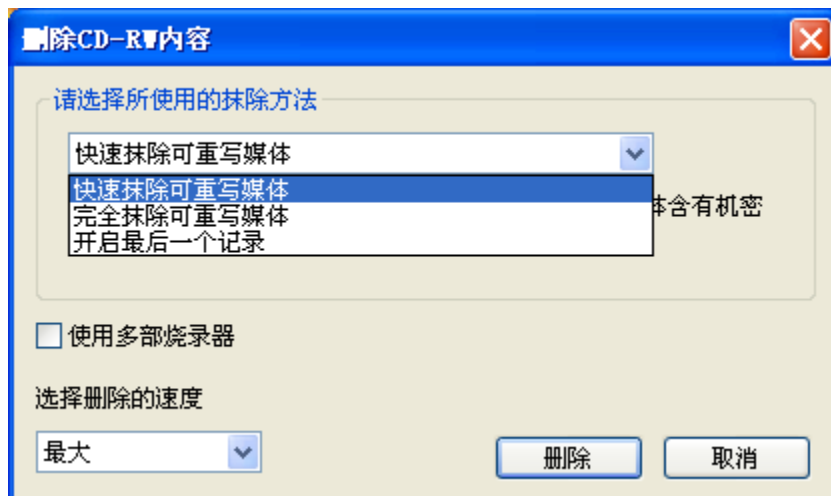 删除CD-RW内容
请选择所使用的抹除方法
快速抹除可重写媒体
快速抹除可重写媒体
完全抹除可重写媒体
体含有机密
开启最后一个记录
使用多部烧录器
选择删除的速度
最大
删除
取消